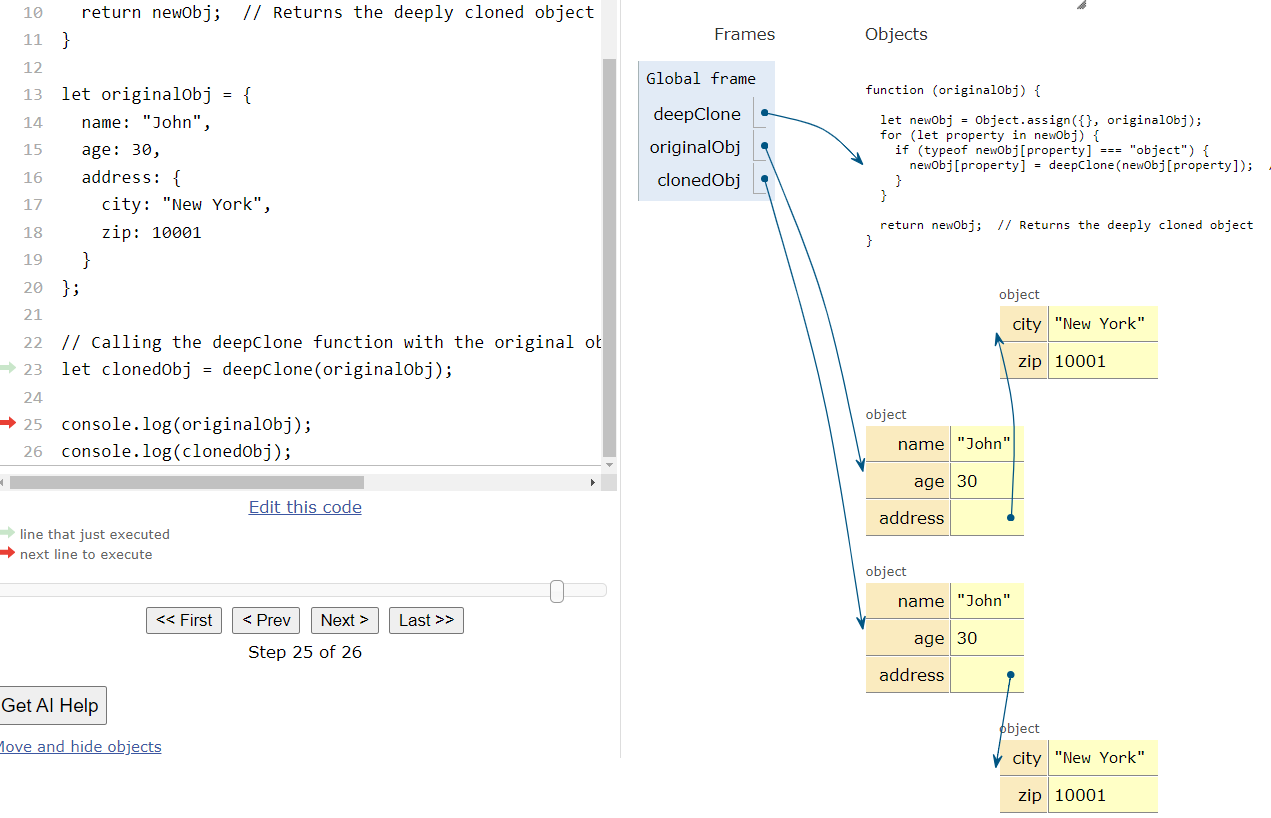 10   return newObj;  // Returns the deeply cloned object
11 }
12
13 let originalObj = {
14   name: "John",
15   age: 30,
16   address: {
17     city: "New York",
18     zip: 10001
19   }
20 };
21
22 // Calling the deepClone function with the original ob
23 let clonedObj = deepClone(originalObj);
24
25 console.log(originalObj);
26 console.log(clonedObj);
Edit this code
line that just executed
next line to execute
<< First < Prev Next > Last >>
Step 25 of 26
Get AI Help
Move and hide objects
Frames Objects
Global frame
deepClone
originalObj
clonedObj
function (originalObj) {
  let newObj = Object.assign({}, originalObj);
  for (let property in newObj) {
    if (typeof newObj[property] === "object") {
      newObj[property] = deepClone(newObj[property]);  /
    }
  }
  return newObj;  // Returns the deeply cloned object
}
object
city "New York"
zip 10001
object
name "John"
age 30
address
object
name "John"
age 30
address
object
city "New York"
zip 10001